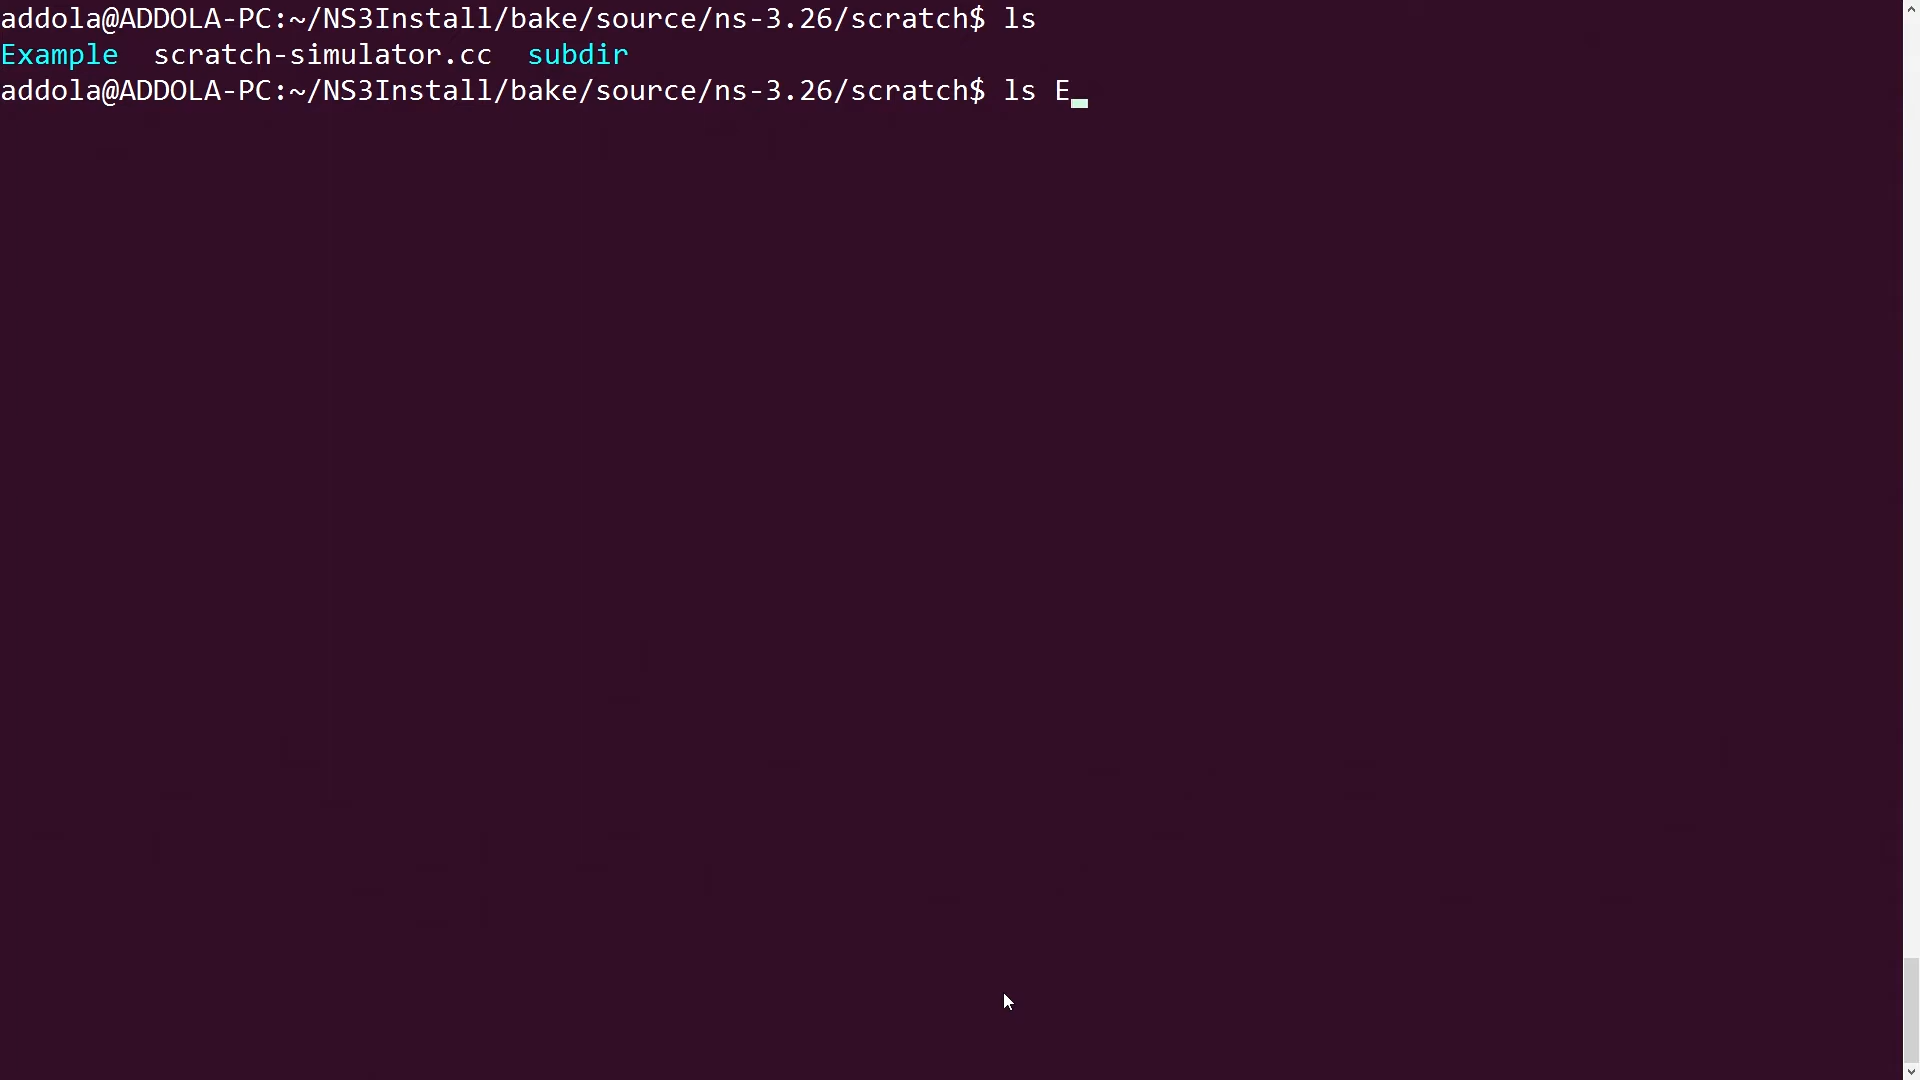 addola@ADDOLA-PC:~/NS3Install/bake/source/ns-3.26/scratch$ ls
Example  scratch-simulator.cc  subdir
addola@ADDOLA-PC:~/NS3Install/bake/source/ns-3.26/scratch$ ls E